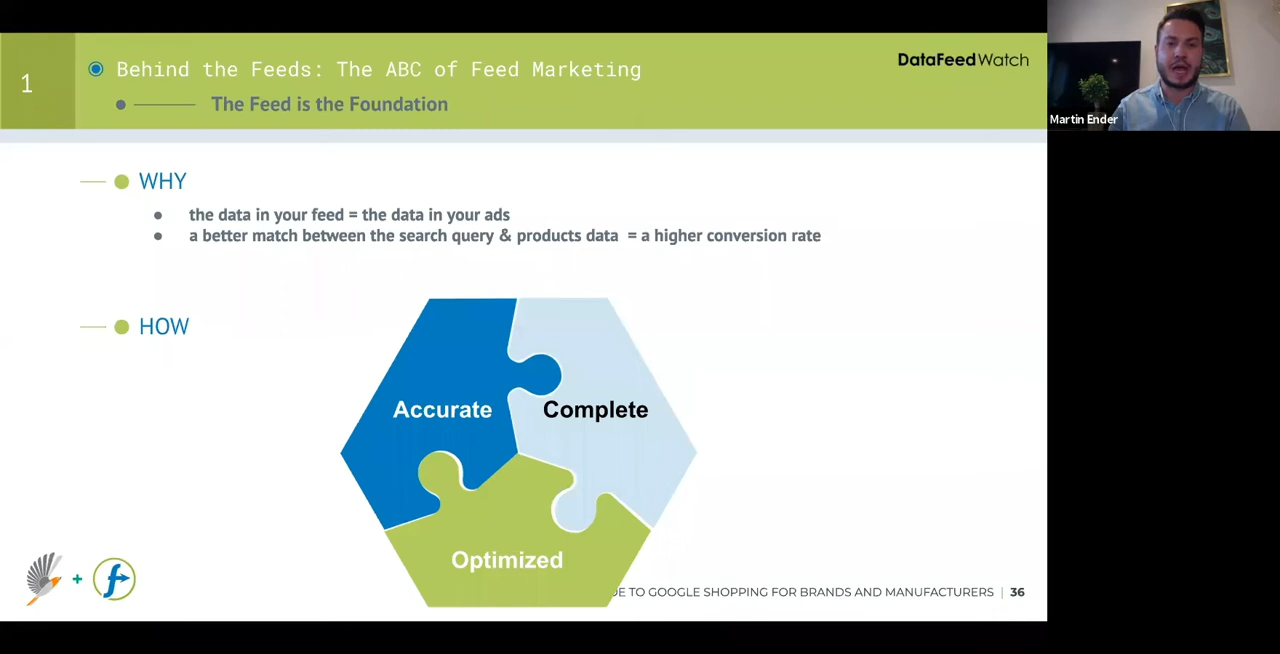 1
Behind the Feeds: The ABC of Feed Marketing
The Feed is the Foundation
DataFeedWatch
Martin Ender
WHY
the data in your feed = the data in your ads
a better match between the search query & products data = a higher conversion rate
HOW
Accurate
Complete
Optimized
TO GOOGLE SHOPPING FOR BRANDS AND MANUFACTURERS | 36
+ f